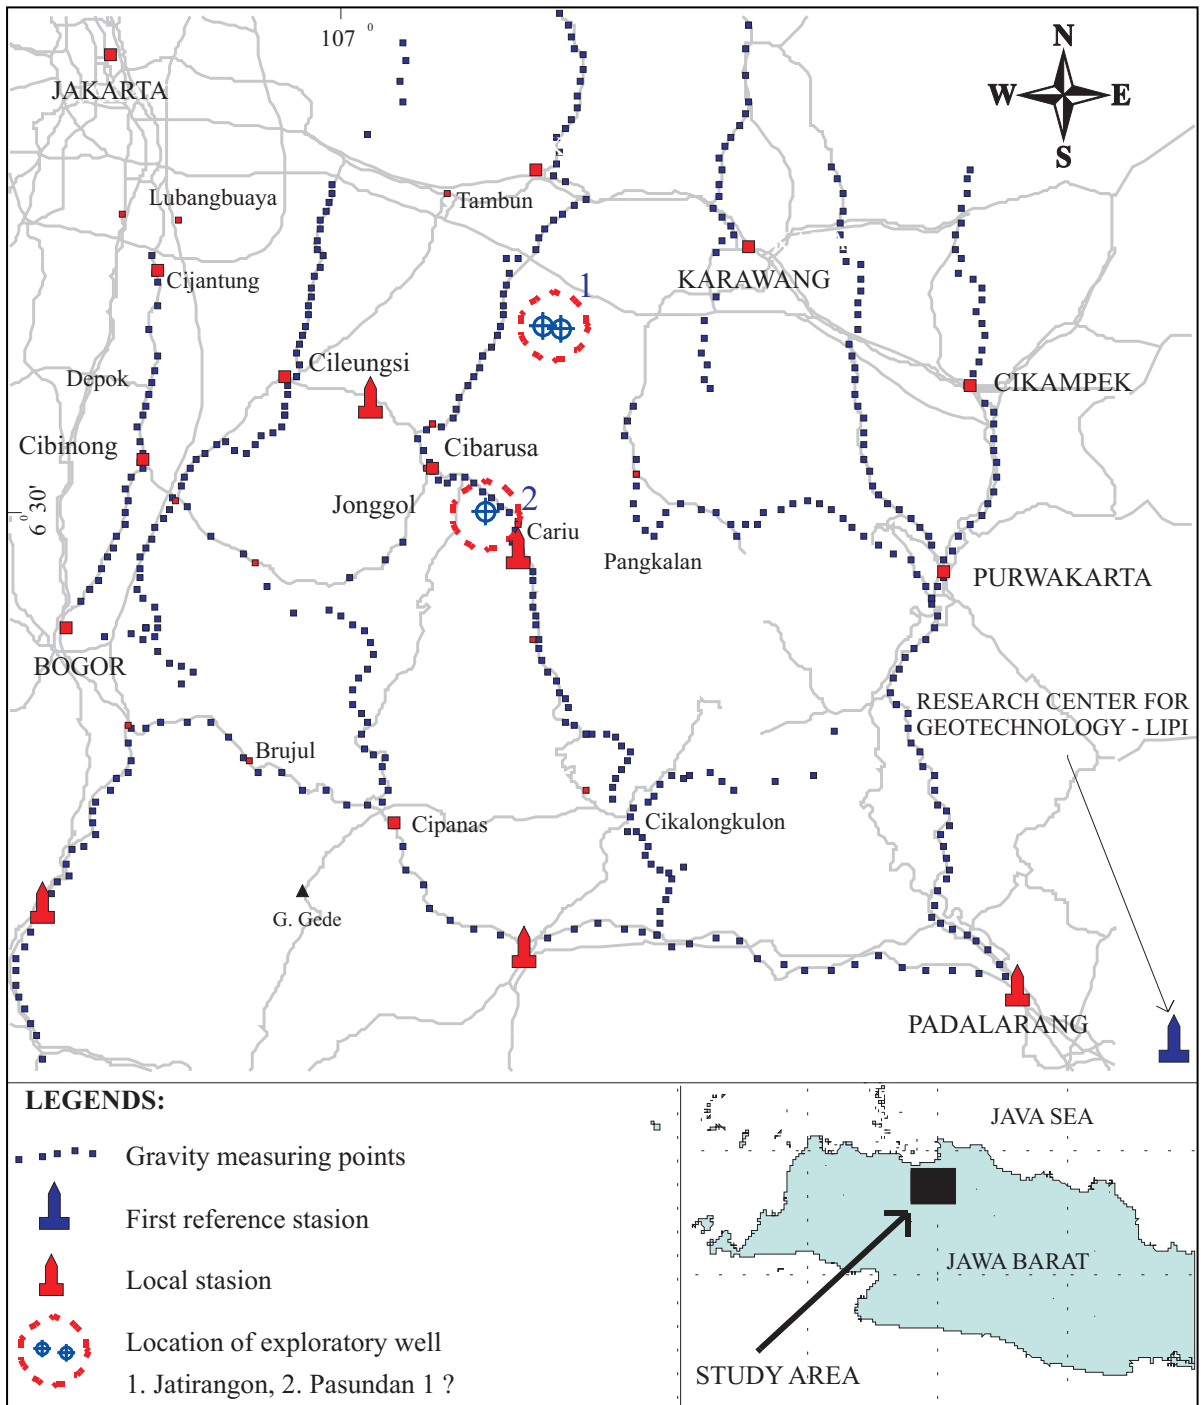 107 °
N
JAKARTA
W E
S
Lubangbuaya
Tambun
Cijantung
KARAWANG
1
Cileungsi
Depok
CIKAMPEK
Cibinong
Cibarusa
Jonggol
2
6° 30'
Cariu
Pangkalan
PURWAKARTA
BOGOR
RESEARCH CENTER FOR
GEOTECHNOLOGY - LIPI
Brujul
Cipanas
Cikalongkulon
G. Gede
PADALARANG
LEGENDS:
Gravity measuring points
First reference stasion
Local stasion
Location of exploratory well
1. Jatirangon, 2. Pasundan 1 ?
JAVA SEA
JAWA BARAT
STUDY AREA